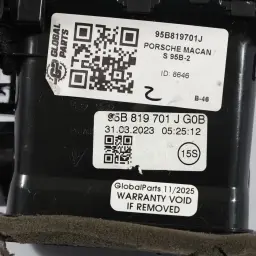 GLOBAL
PARTS
95B819701J
PORSCHE MACAN
S 95B-2
ID: 8646
2
B-46
95B 819 701 J G0B
31.03.2023 05:25:12
15S
GlobalParts 11/2025
WARRANTY VOID
IF REMOVED